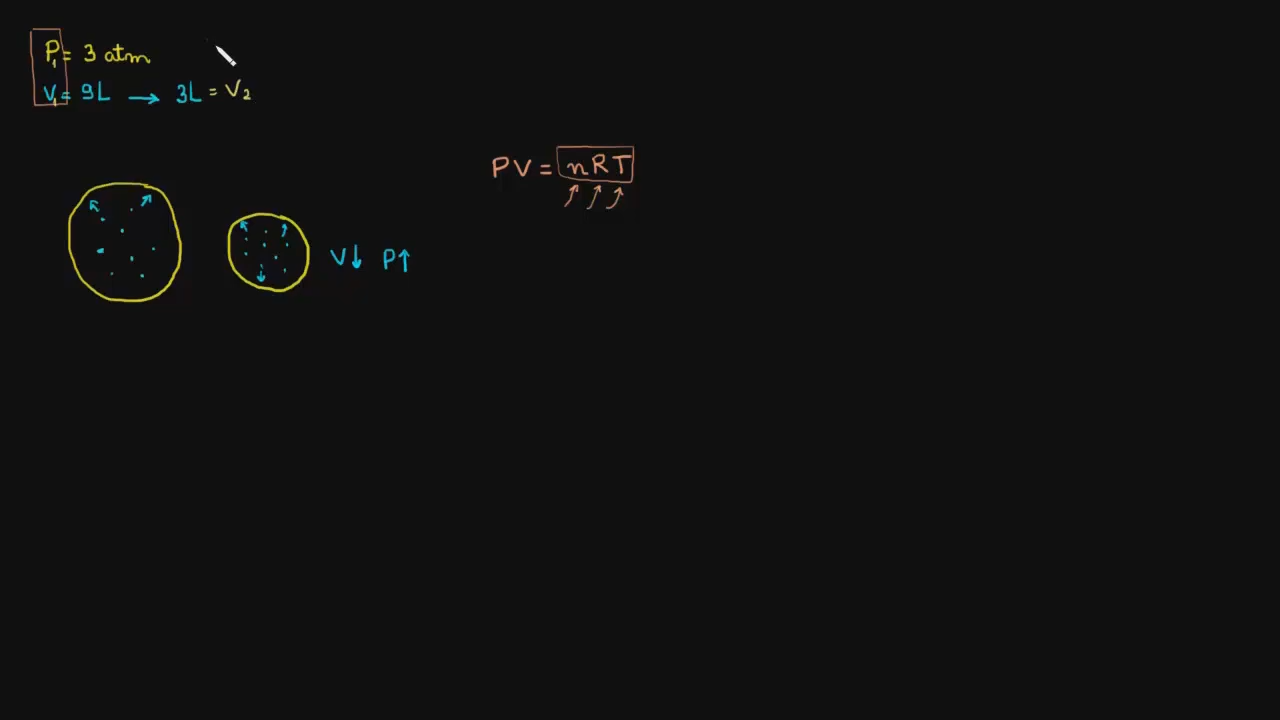 P₁ = 3 atm
V₁ = 9L → 3L = V₂
PV = nRT
V↓ P↑